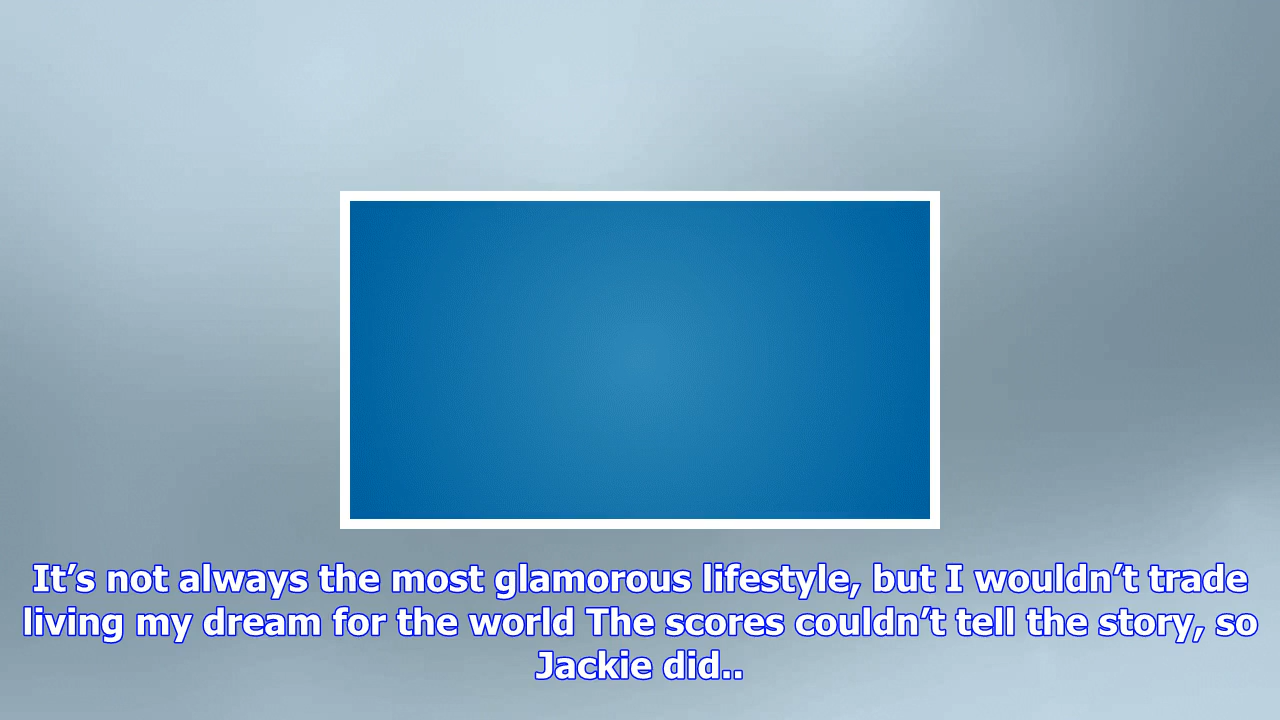 It’s not always the most glamorous lifestyle, but I wouldn’t trade
living my dream for the world The scores couldn’t tell the story, so
Jackie did..